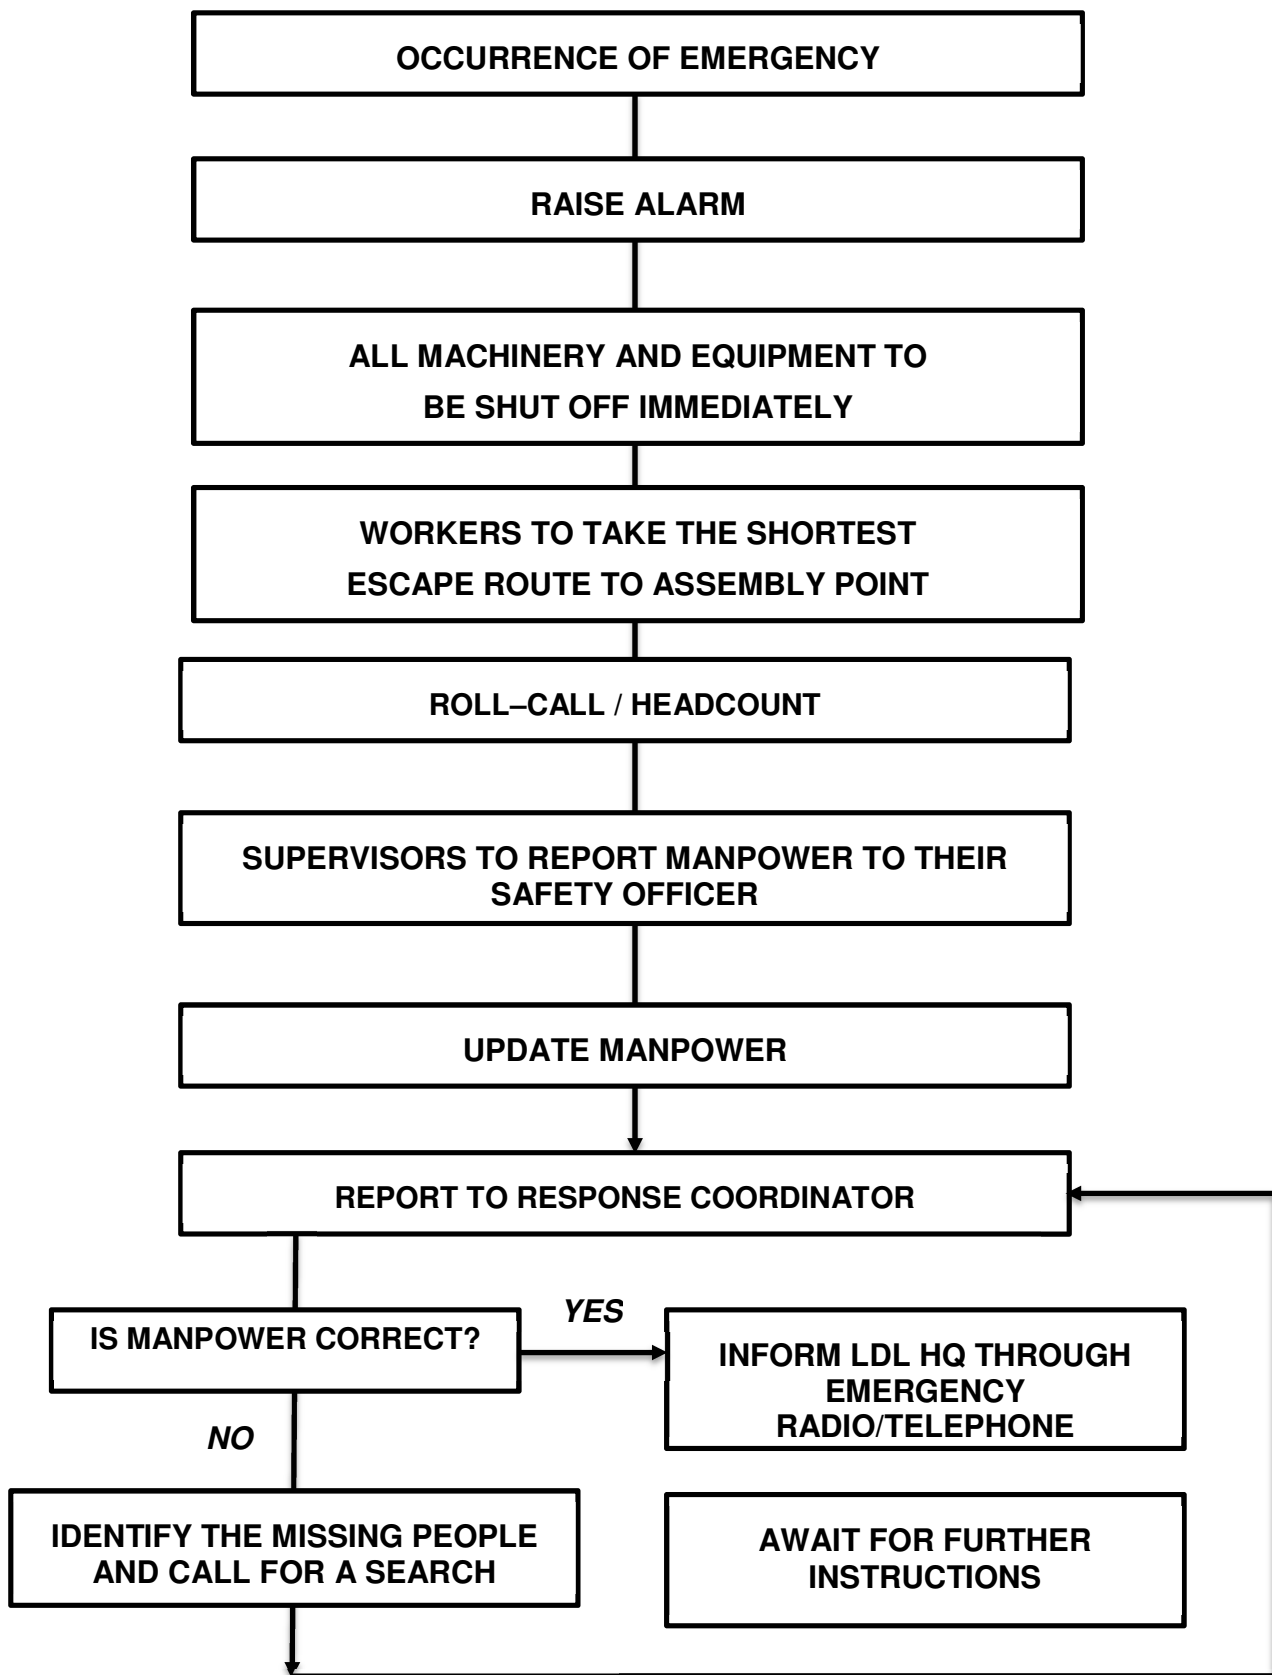 OCCURRENCE OF EMERGENCY
RAISE ALARM
ALL MACHINERY AND EQUIPMENT TO
BE SHUT OFF IMMEDIATELY
WORKERS TO TAKE THE SHORTEST
ESCAPE ROUTE TO ASSEMBLY POINT
ROLL–CALL / HEADCOUNT
SUPERVISORS TO REPORT MANPOWER TO THEIR
SAFETY OFFICER
UPDATE MANPOWER
REPORT TO RESPONSE COORDINATOR
IS MANPOWER CORRECT?
YES
INFORM LDL HQ THROUGH
EMERGENCY
RADIO/TELEPHONE
NO
IDENTIFY THE MISSING PEOPLE
AND CALL FOR A SEARCH
AWAIT FOR FURTHER
INSTRUCTIONS